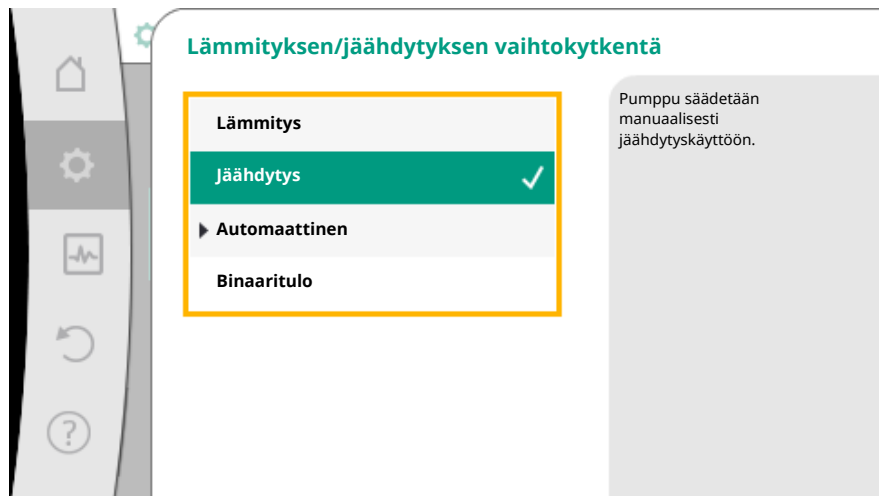 Lämmityksen/jäähdytyksen vaihtokytkentä
Lämmitys
Jäähdytys
Automaattinen
Binaaritulo
Pumppu säädetään
manuaalisesti
jäähdytyskäyttöön.